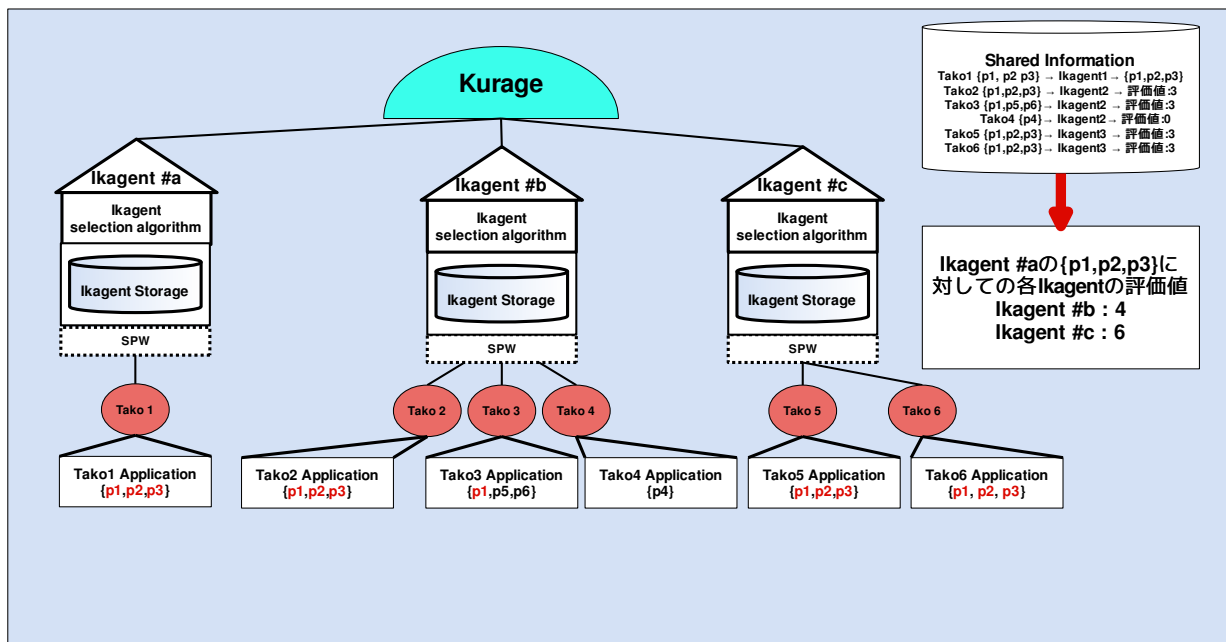 Kurage
Shared Information
Tako1 {p1, p2 p3} → Ikagent1→ {p1,p2,p3}
Tako2 {p1,p2,p3}→ Ikagent2 → 評価値:3
Tako3 {p1,p5,p6}→ Ikagent2 → 評価値:3
Tako4 {p4}→ Ikagent2→ 評価値:0
Tako5 {p1,p2,p3}→ Ikagent3 → 評価値:3
Tako6 {p1,p2,p3}→ Ikagent3 → 評価値:3
Ikagent #aの{p1,p2,p3}に
対しての各Ikagentの評価値
Ikagent #b : 4
Ikagent #c : 6
Ikagent #a
Ikagent
selection algorithm
Ikagent Storage
SPW
Ikagent #b
Ikagent
selection algorithm
Ikagent Storage
SPW
Ikagent #c
Ikagent
selection algorithm
Ikagent Storage
SPW
Tako 1
Tako 2
Tako 3
Tako 4
Tako 5
Tako 6
Tako1 Application
{p1,p2,p3}
Tako2 Application
{p1,p2,p3}
Tako3 Application
{p1,p5,p6}
Tako4 Application
{p4}
Tako5 Application
{p1,p2,p3}
Tako6 Application
{p1, p2, p3}